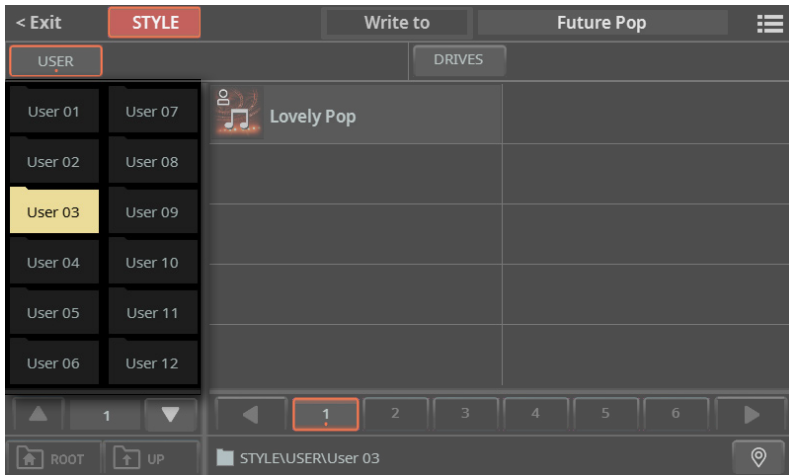 < Exit STYLE Write to Future Pop
USER DRIVES
User 01 User 07 Lovely Pop
User 02 User 08
User 03 User 09
User 04 User 10
User 05 User 11
User 06 User 12
1 1 2 3 4 5 6
ROOT UP STYLE\USER\User 03